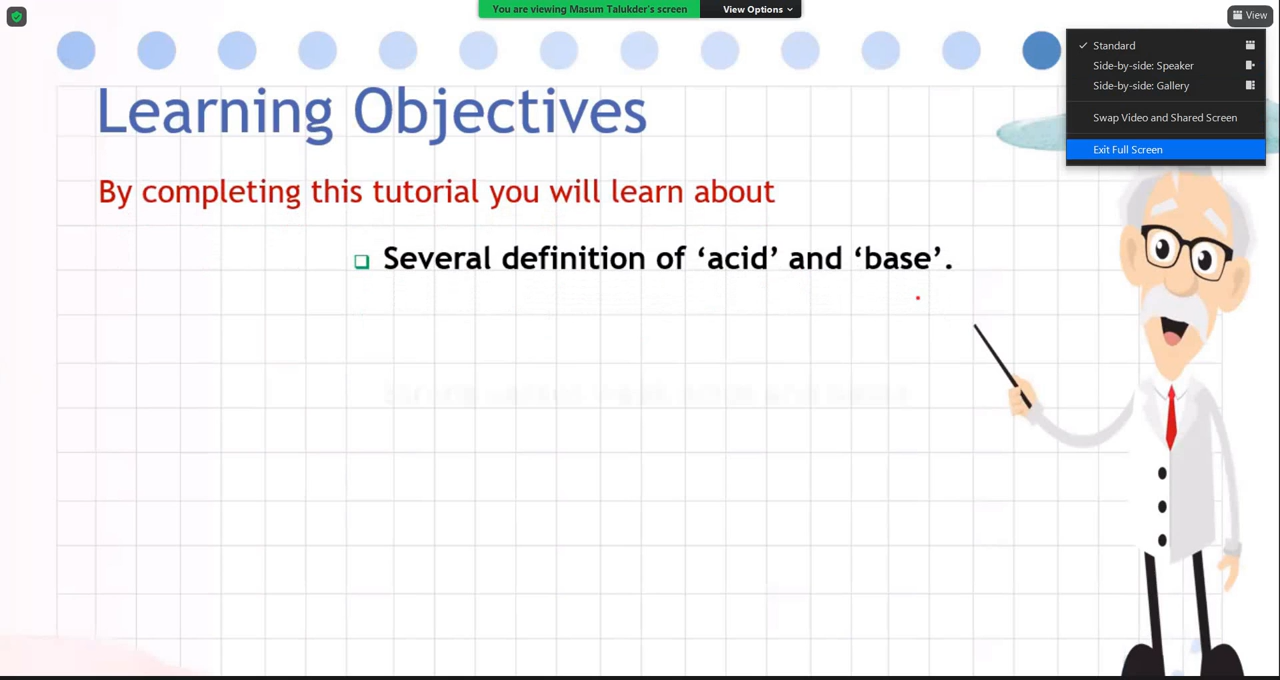 You are viewing Masum Talukder's screen
View Options
View
Standard
Side-by-side: Speaker
Side-by-side: Gallery
Swap Video and Shared Screen
Exit Full Screen
Learning Objectives
By completing this tutorial you will learn about
Several definition of ‘acid’ and ‘base’.